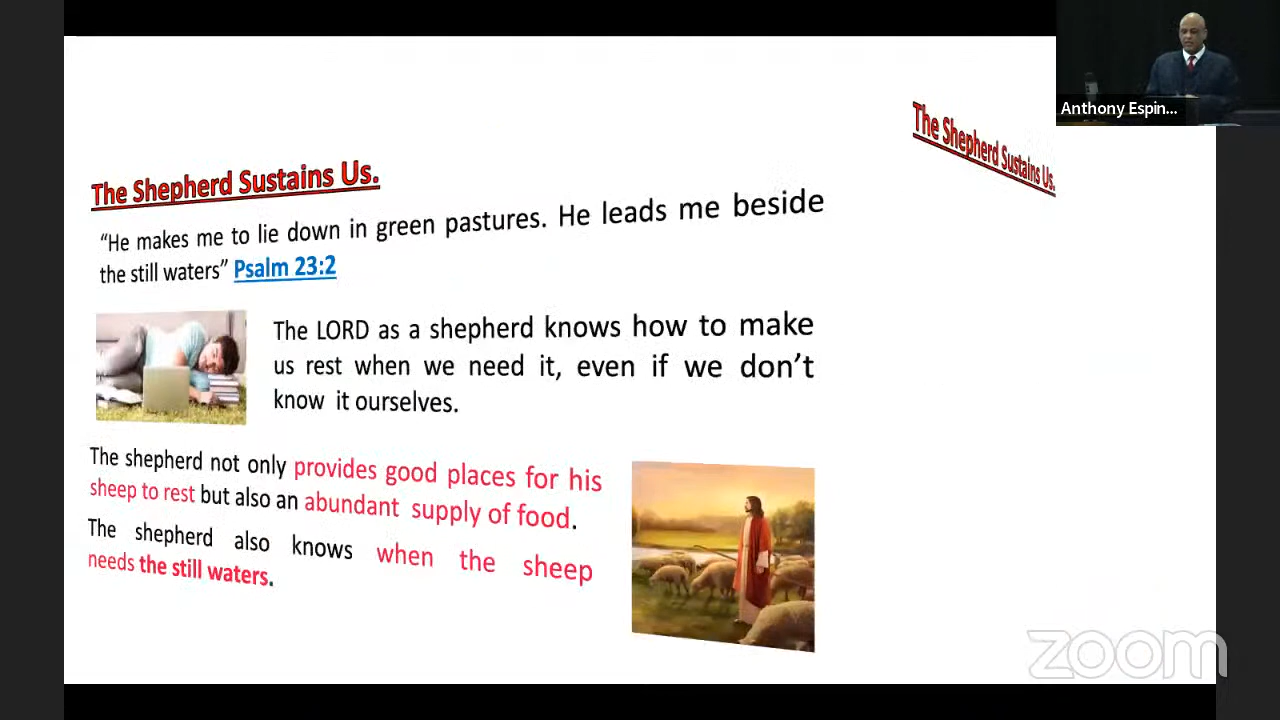 Anthony Espin...
The Shepherd Sustains Us.
The Shepherd Sustains Us.
“He makes me to lie down in green pastures. He leads me beside
the still waters” Psalm 23:2
The LORD as a shepherd knows how to make
us rest when we need it, even if we don’t
know it ourselves.
The shepherd not only provides good places for his
sheep to rest but also an abundant supply of food.
The shepherd also knows when the sheep
needs the still waters.
zoom